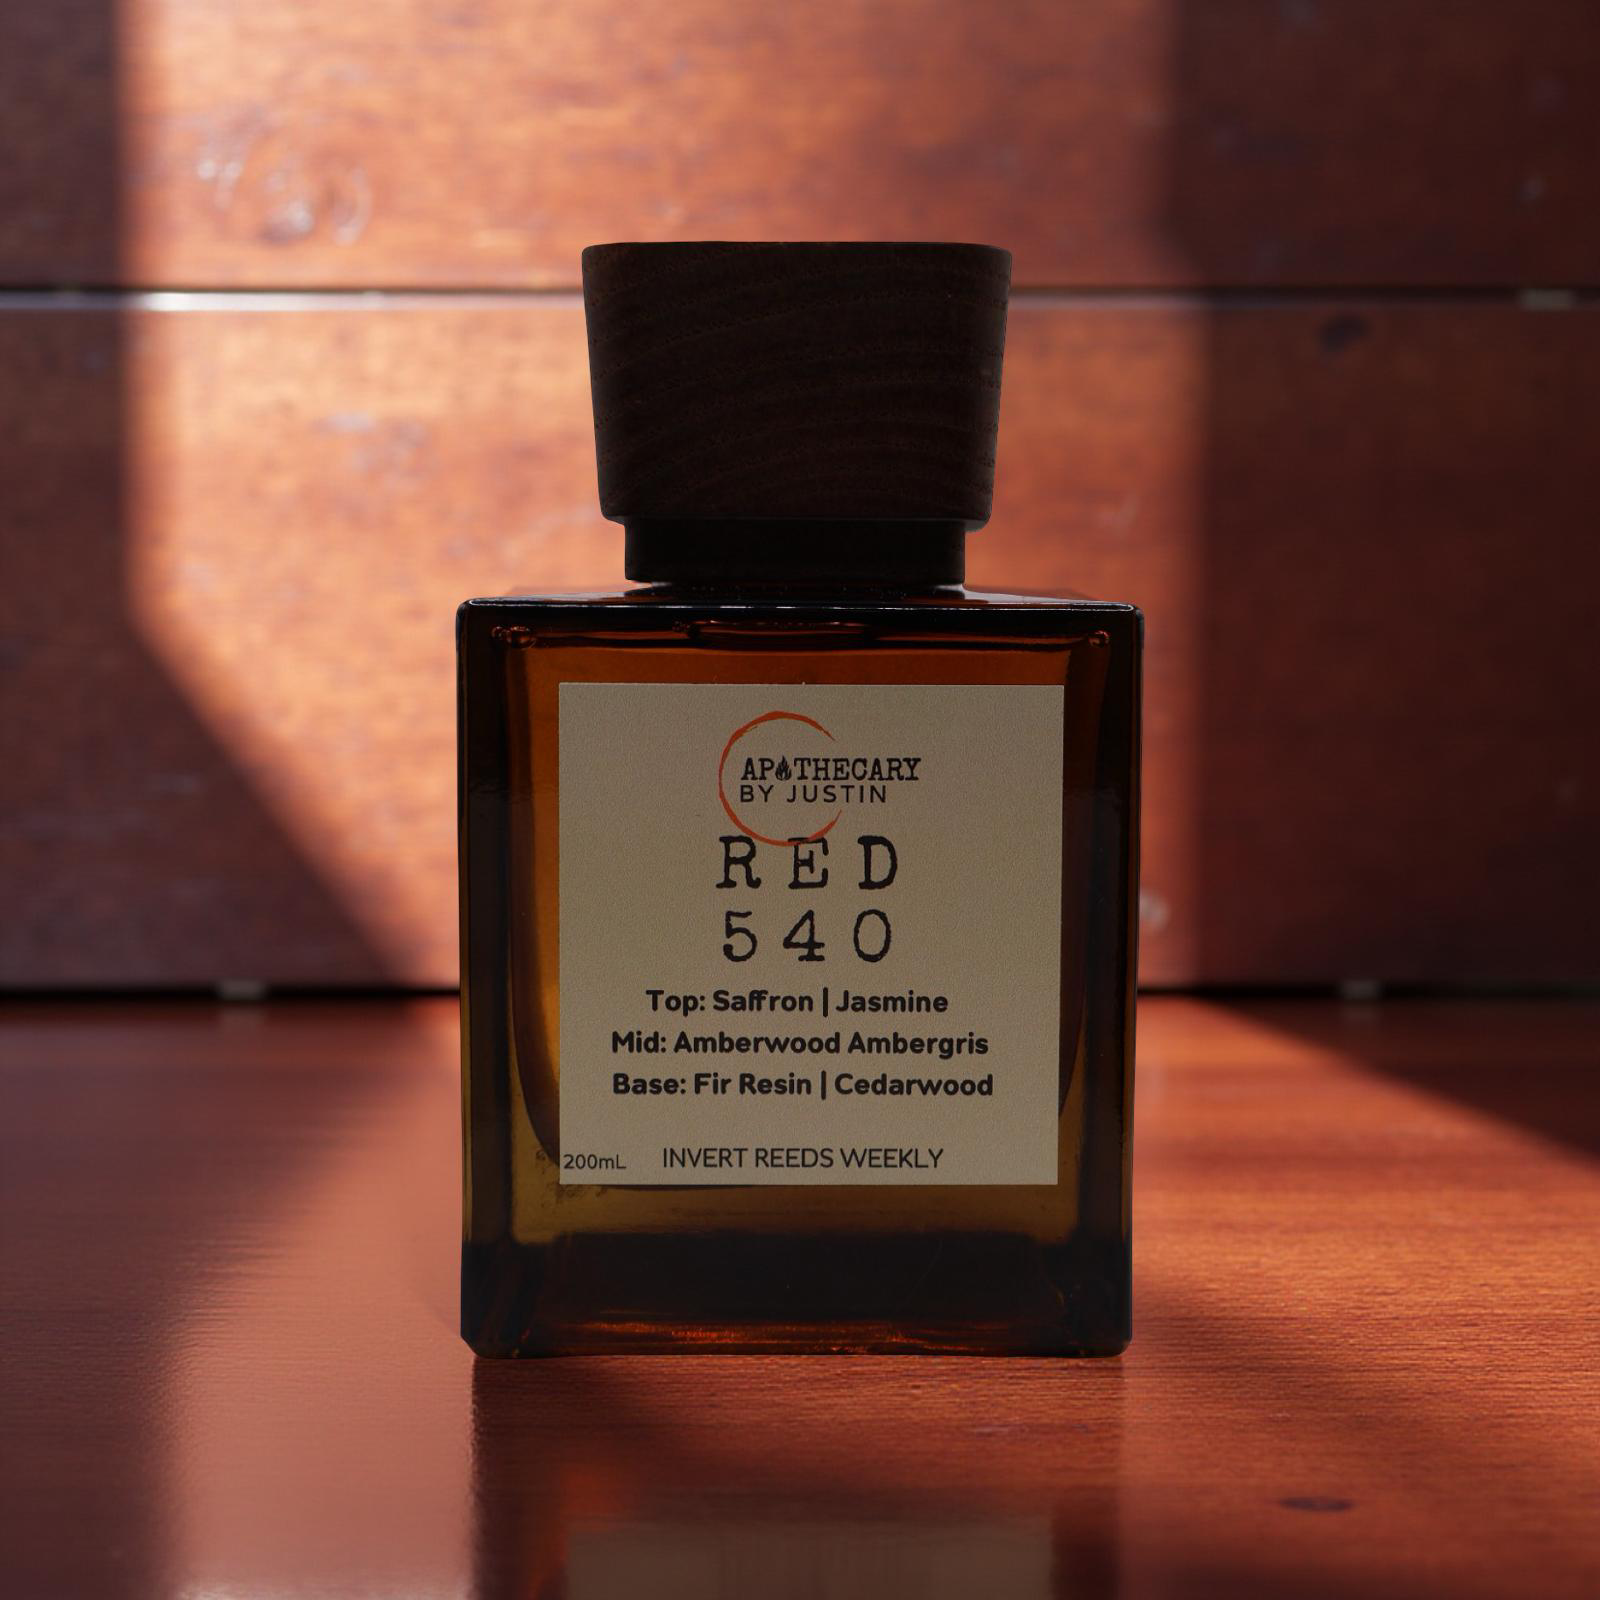 APOTHECARY
BY JUSTIN
RED
540
Top: Saffron | Jasmine
Mid: Amberwood Ambergris
Base: Fir Resin | Cedarwood
200mL INVERT REEDS WEEKLY